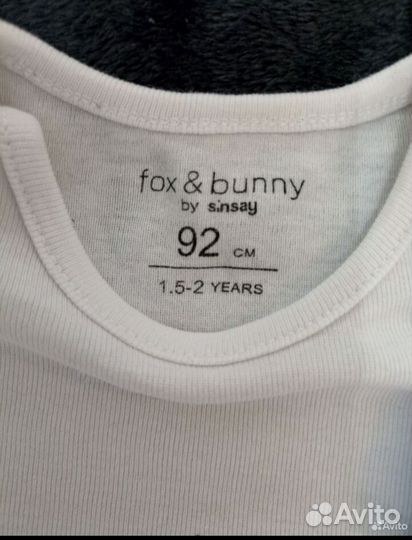 fox & bunny
by sinsay
92 CM
1.5-2 YEARS
Avito